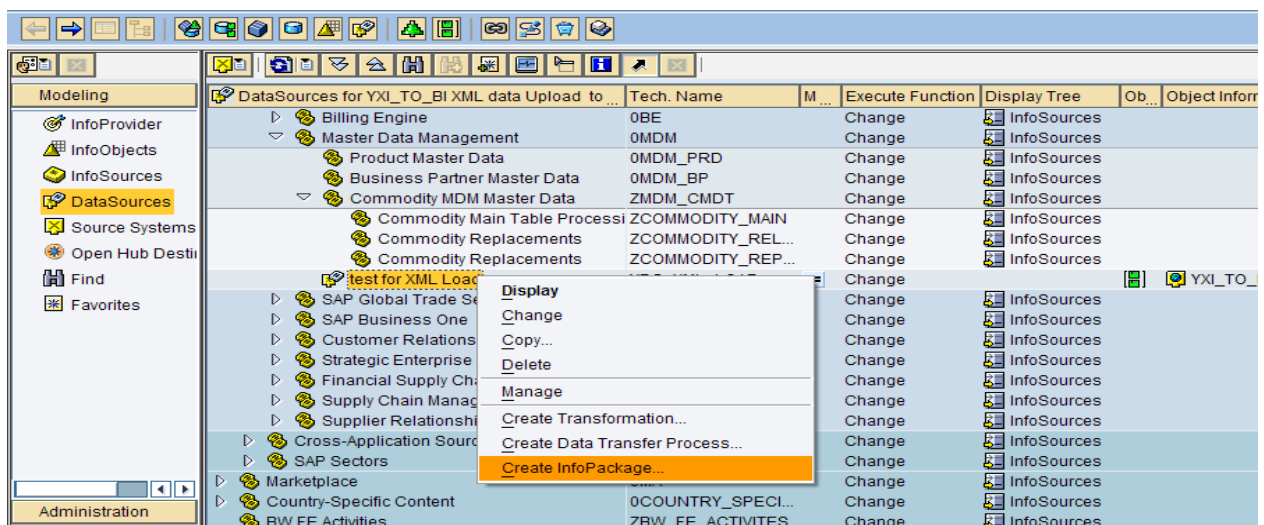 Modeling
DataSources for YXI_TO_BI XML data Upload to ... Tech. Name M ... Execute Function Display Tree Ob... Object Inforr
InfoProvider
InfoObjects
InfoSources
DataSources
Source Systems
Open Hub Desti
Find
Favorites
Administration
Billing Engine 0BE Change InfoSources
Master Data Management 0MDM Change InfoSources
Product Master Data 0MDM_PRD Change InfoSources
Business Partner Master Data 0MDM_BP Change InfoSources
Commodity MDM Master Data ZMDM_CMDT Change InfoSources
Commodity Main Table Processi ZCOMMODITY_MAIN Change InfoSources
Commodity Replacements ZCOMMODITY_REL... Change InfoSources
Commodity Replacements ZCOMMODITY_REP... Change InfoSources
test for XML Load Change YXI_TO_
SAP Global Trade Se Change InfoSources
SAP Business One Change InfoSources
Customer Relations Change InfoSources
Strategic Enterprise Change InfoSources
Financial Supply Cha Change InfoSources
Supply Chain Manag Change InfoSources
Supplier Relationshi Change InfoSources
Cross-Application Sourc Change InfoSources
SAP Sectors Change InfoSources
Marketplace Change InfoSources
Country-Specific Content 0COUNTRY_SPECI... Change InfoSources
BW FE Activities ZBW_FE_ACTIVITES Change InfoSources
Display
Change
Copy...
Delete
Manage
Create Transformation...
Create Data Transfer Process...
Create InfoPackage...